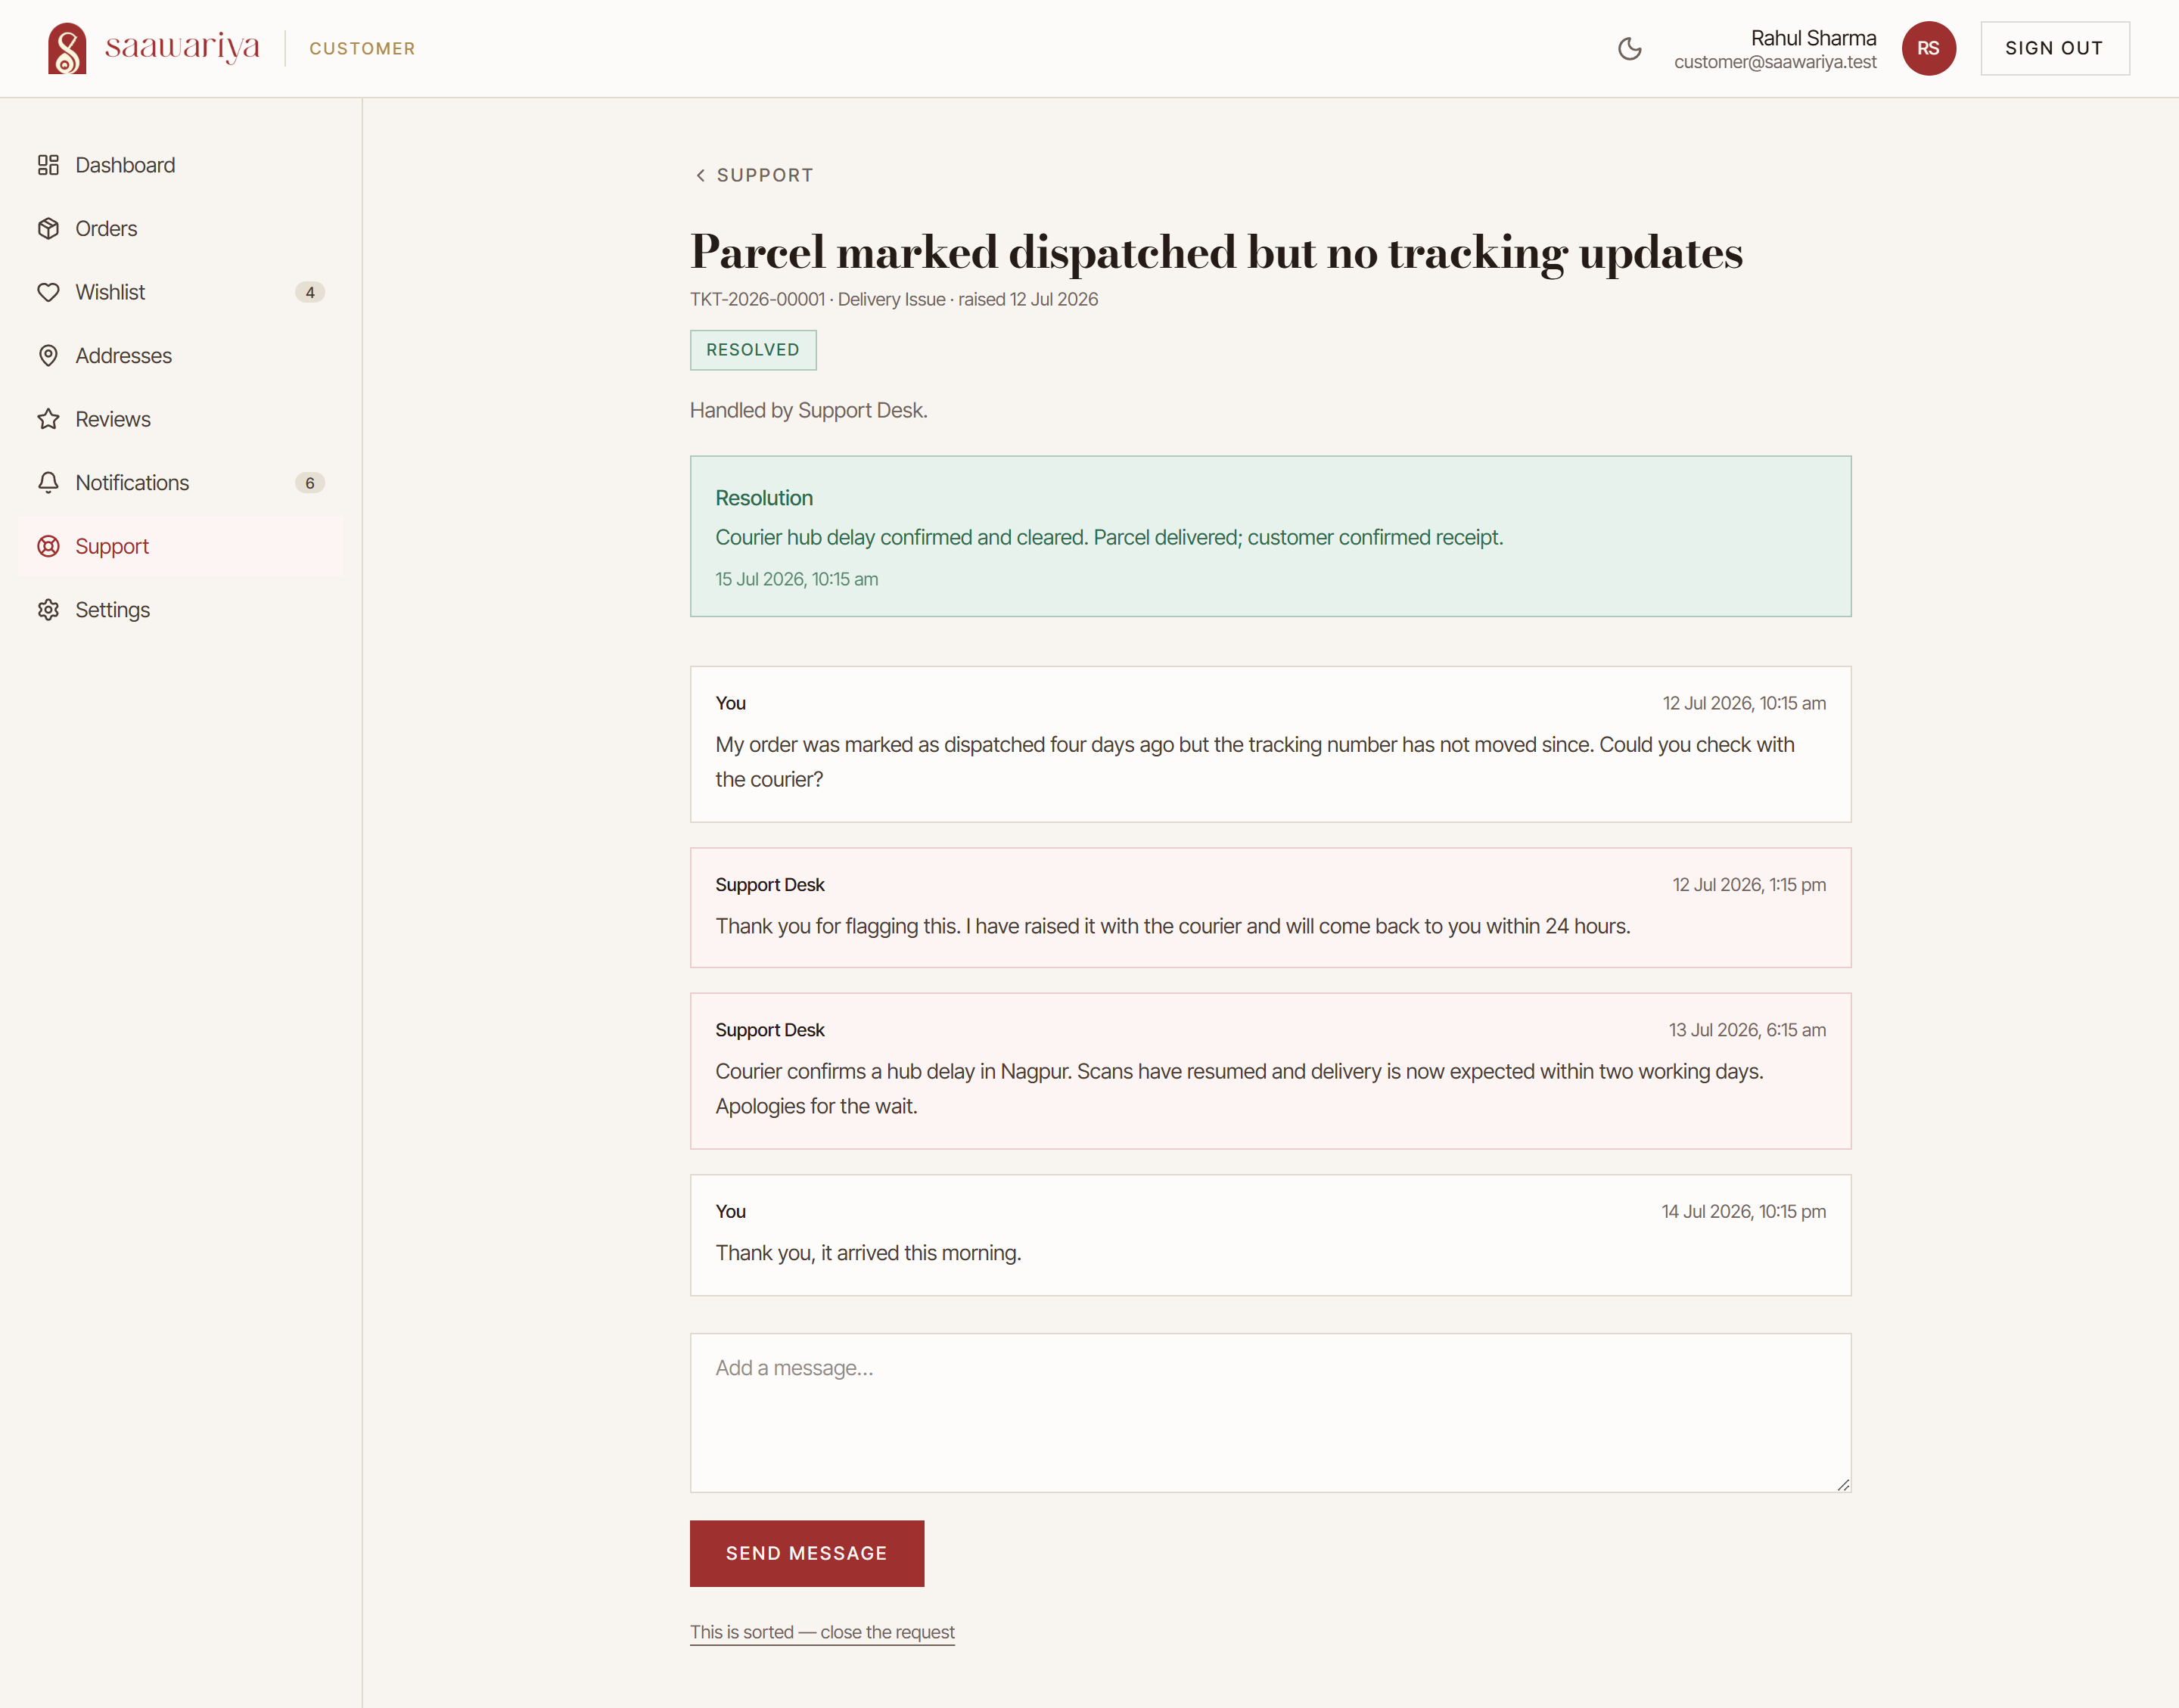 saawariya
CUSTOMER
Rahul Sharma
customer@saawariya.test
RS
SIGN OUT
Dashboard
Orders
Wishlist 4
Addresses
Reviews
Notifications 6
Support
Settings
SUPPORT
Parcel marked dispatched but no tracking updates
TKT-2026-00001 · Delivery Issue · raised 12 Jul 2026
RESOLVED
Handled by Support Desk.
Resolution
Courier hub delay confirmed and cleared. Parcel delivered; customer confirmed receipt.
15 Jul 2026, 10:15 am
You 12 Jul 2026, 10:15 am
My order was marked as dispatched four days ago but the tracking number has not moved since. Could you check with
the courier?
Support Desk 12 Jul 2026, 1:15 pm
Thank you for flagging this. I have raised it with the courier and will come back to you within 24 hours.
Support Desk 13 Jul 2026, 6:15 am
Courier confirms a hub delay in Nagpur. Scans have resumed and delivery is now expected within two working days.
Apologies for the wait.
You 14 Jul 2026, 10:15 pm
Thank you, it arrived this morning.
Add a message...
SEND MESSAGE
This is sorted — close the request